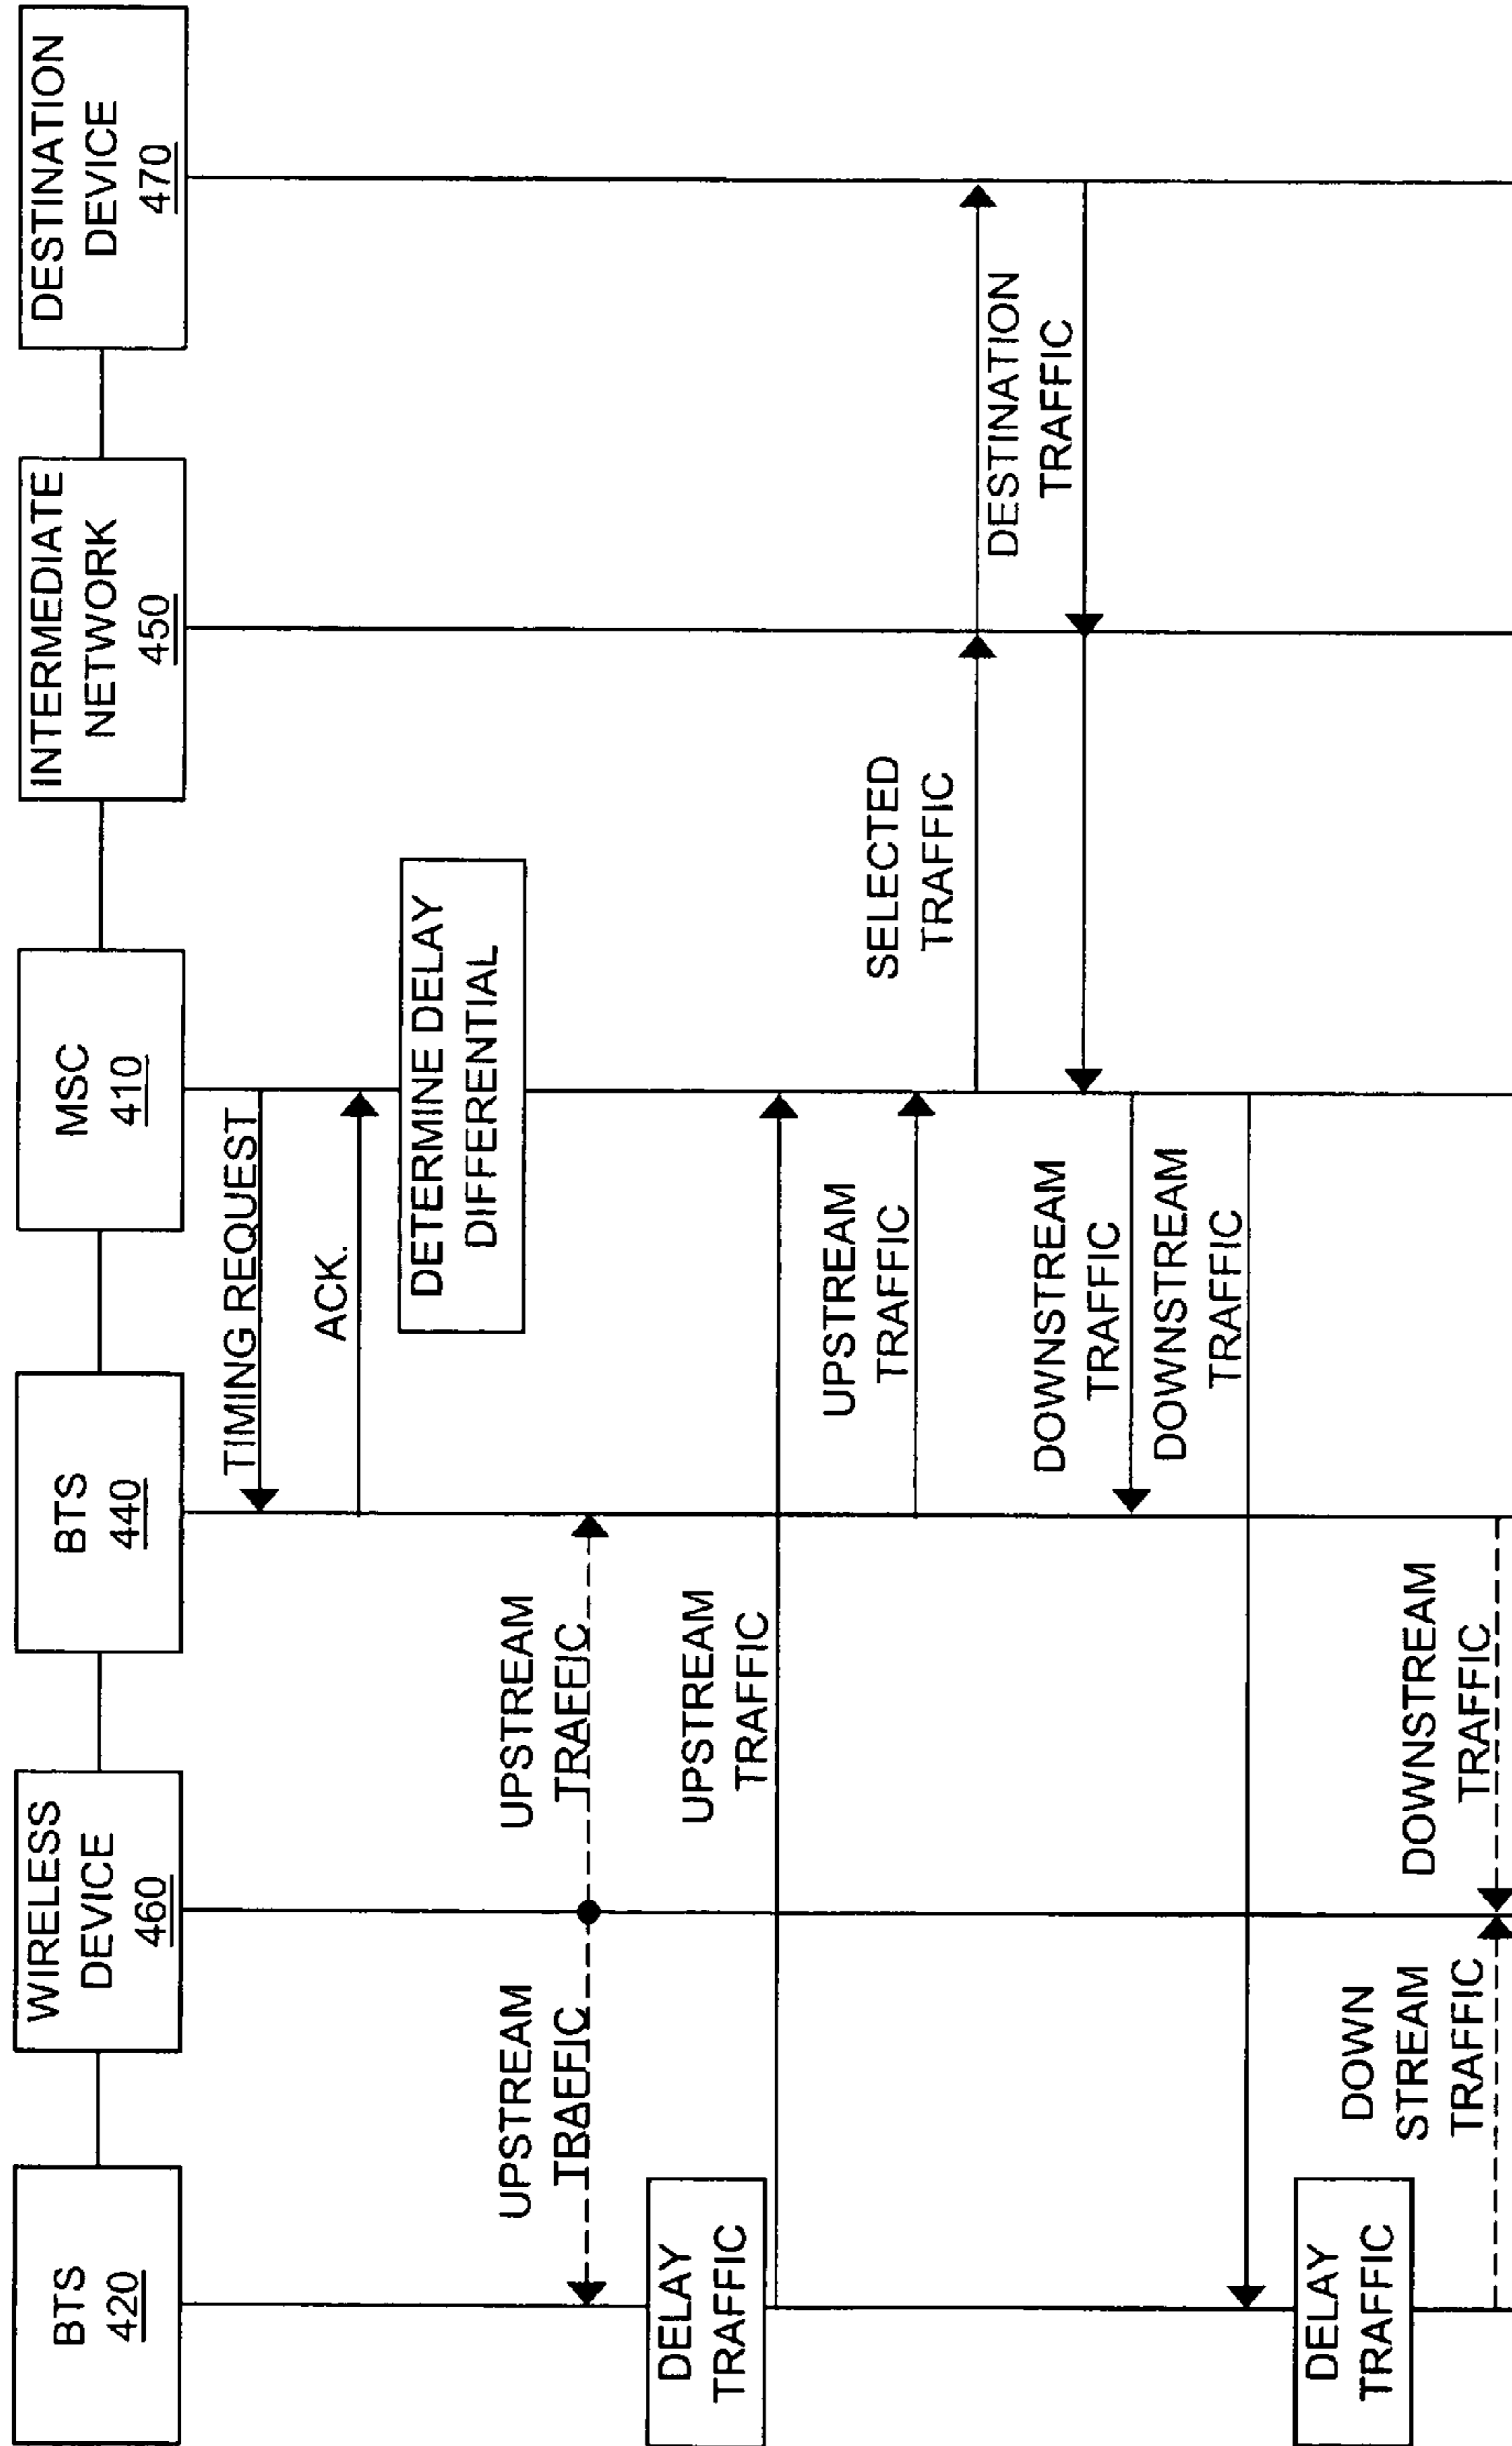 BTS
420
WIRELESS
DEVICE
460
BTS
440
MSC
410
INTERMEDIATE
NETWORK
450
DESTINATION
DEVICE
470
TIMING REQUEST
ACK.
DETERMINE DELAY
DIFFERENTIAL
UPSTREAM
TRAFFIC
UPSTREAM
TRAFFIC
DELAY
TRAFFIC
UPSTREAM
TRAFFIC
UPSTREAM
TRAFFIC
SELECTED
TRAFFIC
DESTINATION
TRAFFIC
DOWNSTREAM
TRAFFIC
DOWNSTREAM
TRAFFIC
DELAY
TRAFFIC
DOWN
STREAM
TRAFFIC
DOWNSTREAM
TRAFFIC